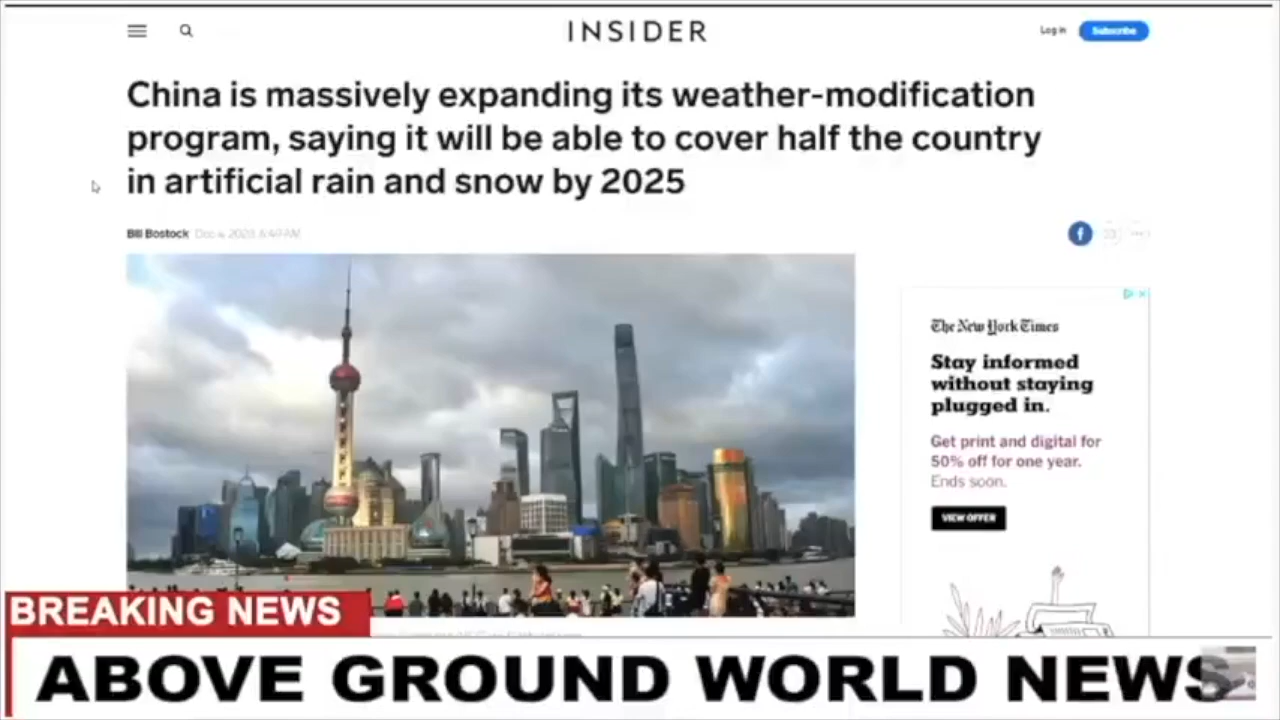 INSIDER
Log in
Subscribe
China is massively expanding its weather-modification
program, saying it will be able to cover half the country
in artificial rain and snow by 2025
Bill Bostock
The New York Times
Stay informed
without staying
plugged in.
Get print and digital for
50% off for one year.
Ends soon.
VIEW OFFER
BREAKING NEWS
ABOVE GROUND WORLD NEWS